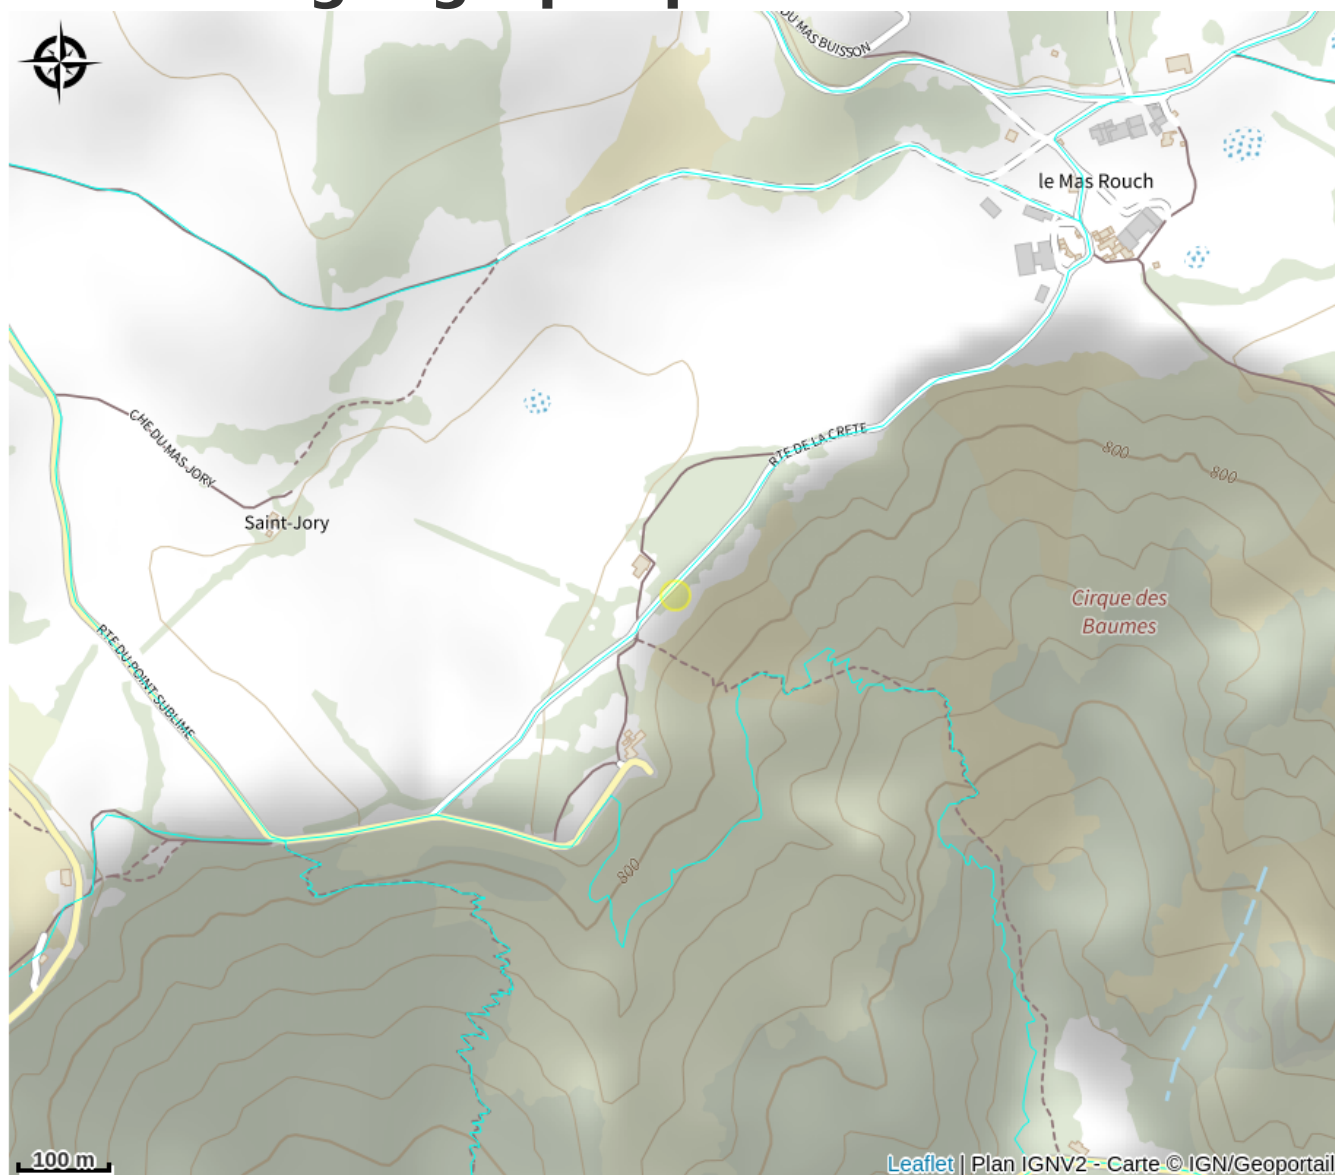 DU MAS BUISSON
le Mas Rouch
CHE-DU-MAS-JORY
RTE DE LA CRETE
800
800
Saint-Jory
Cirque des
Baumes
RTE DU POINT SUBLIME
800
100 m
Leaflet | Plan IGNV2 - Carte © IGN/Geoportail